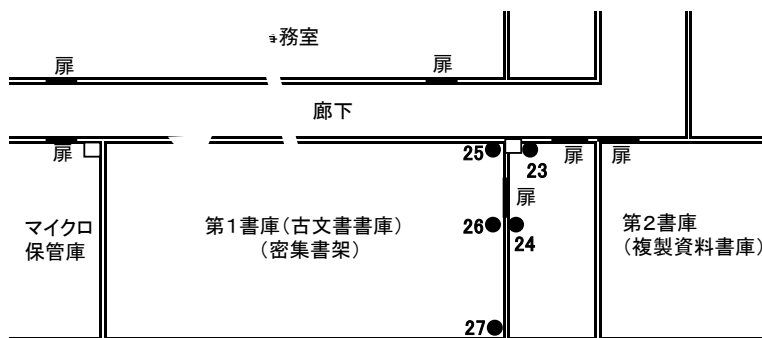 務室
扉
扉
廊下
扉
25
23
扉
扉
扉
マイクロ
保管庫
第1書庫(古文書書庫)
(密集書架)
26
24
第2書庫
(複製資料書庫)
27